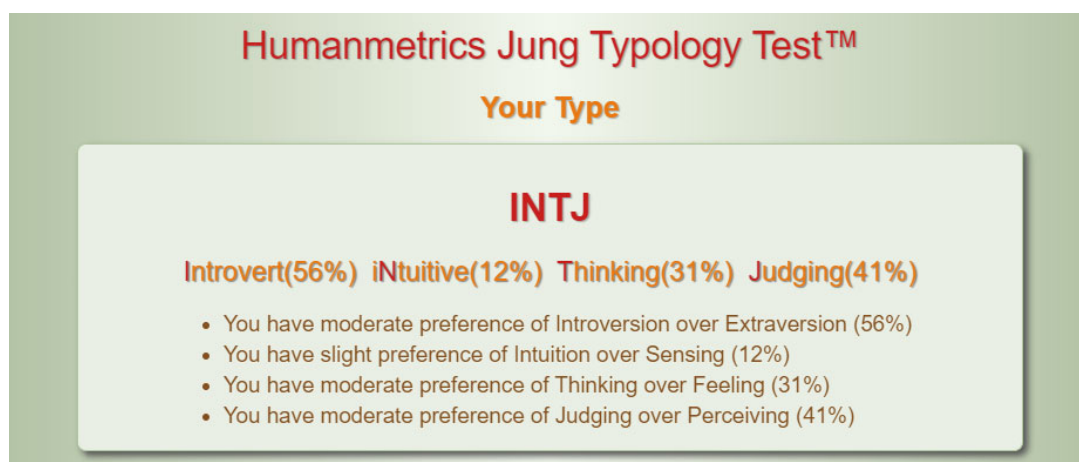 Humanmetrics Jung Typology Test™
Your Type
INTJ
Introvert(56%) iNtuitive(12%) Thinking(31%) Judging(41%)
• You have moderate preference of Introversion over Extraversion (56%)
• You have slight preference of Intuition over Sensing (12%)
• You have moderate preference of Thinking over Feeling (31%)
• You have moderate preference of Judging over Perceiving (41%)